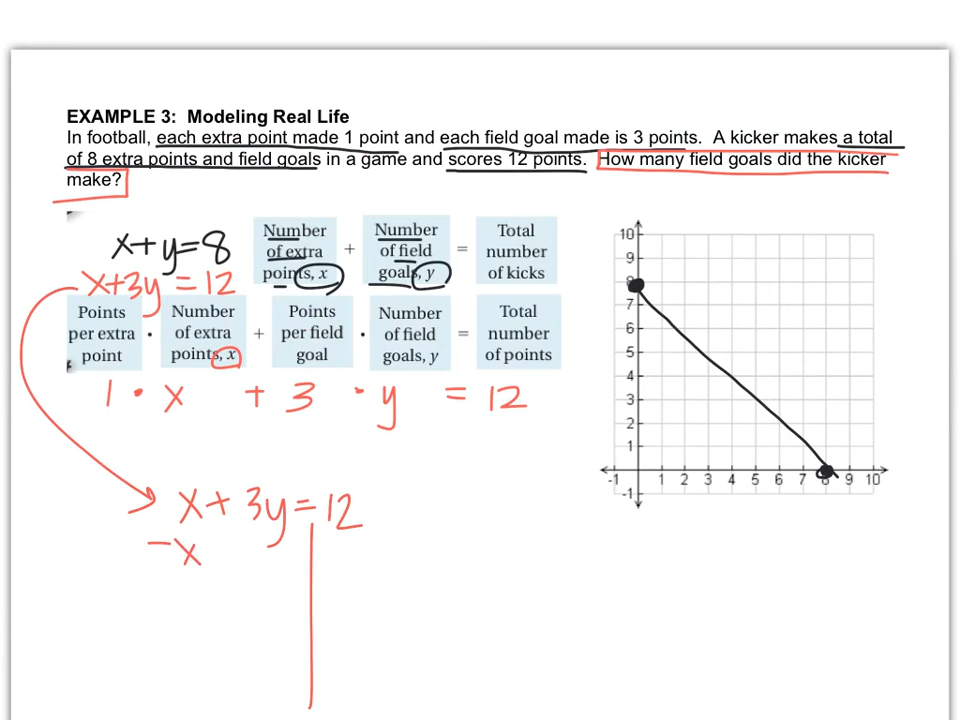 EXAMPLE 3: Modeling Real Life
In football, each extra point made 1 point and each field goal made is 3 points. A kicker makes a total
of 8 extra points and field goals in a game and scores 12 points. How many field goals did the kicker
make?
x+y=8
x+3y=12
Number of extra points, x + Number of field goals, y = Total number of kicks
Points per extra point · Number of extra points, x + Points per field goal · Number of field goals, y = Total number of points
1 · x + 3 · y = 12
x+3y=12
-x
10
9
8
7
6
5
4
3
2
1
-1 1 2 3 4 5 6 7 8 9 10
-1